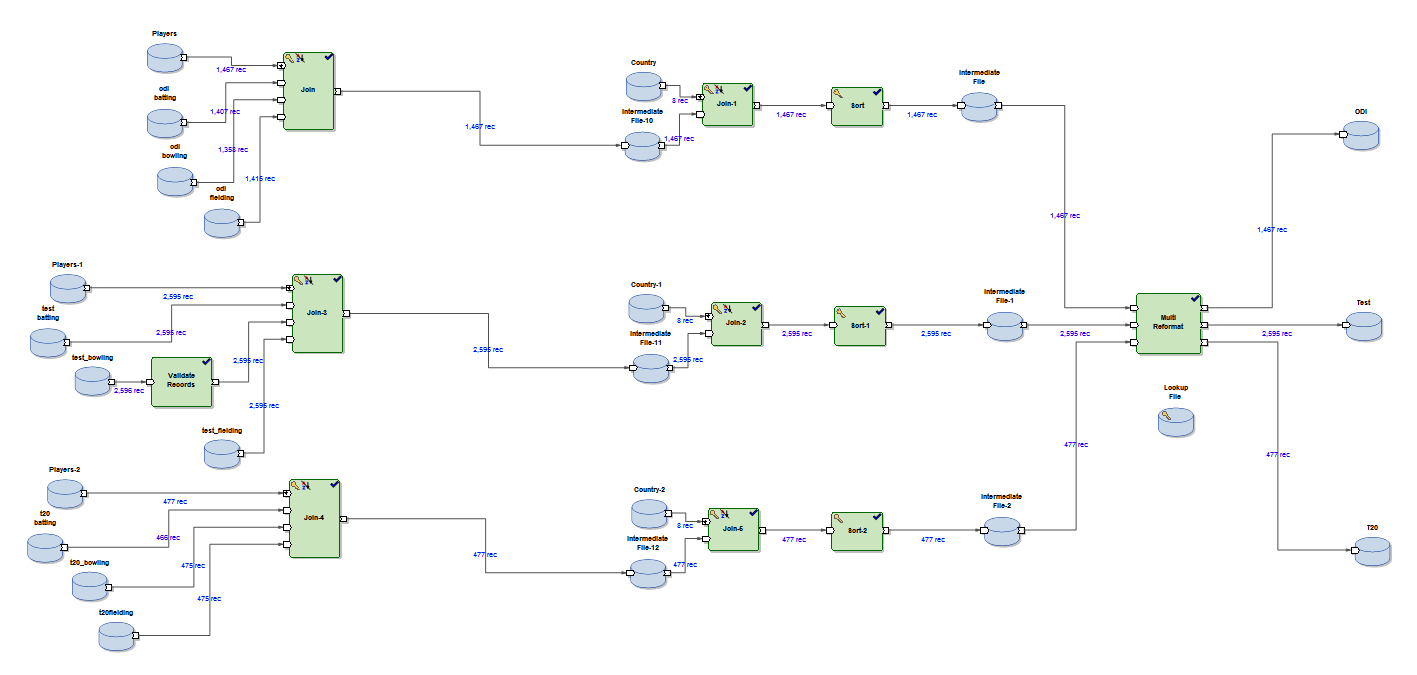 Players
1,467 rec
odi
batting
1,407 rec
odi
bowling
1,358 rec
odi
fielding
1,415 rec
Join
1,467 rec
Country
8 rec
Intermediate
File-10
1,467 rec
Join-1
1,467 rec
Sort
1,467 rec
Intermediate
File
1,467 rec
ODI
1,467 rec
Players-1
2,595 rec
test
batting
2,595 rec
test_bowling
2,596 rec
Validate
Records
2,595 rec
test_fielding
2,595 rec
Join-3
2,595 rec
Country-1
8 rec
Intermediate
File-11
2,595 rec
Join-2
2,595 rec
Sort-1
2,595 rec
Intermediate
File-1
2,595 rec
Multi
Reformat
2,595 rec
Test
Lookup
File
Players-2
477 rec
t20
batting
466 rec
t20_bowling
475 rec
t20fielding
475 rec
Join-4
477 rec
Country-2
8 rec
Intermediate
File-12
477 rec
Join-5
477 rec
Sort-2
477 rec
Intermediate
File-2
477 rec
477 rec
T20